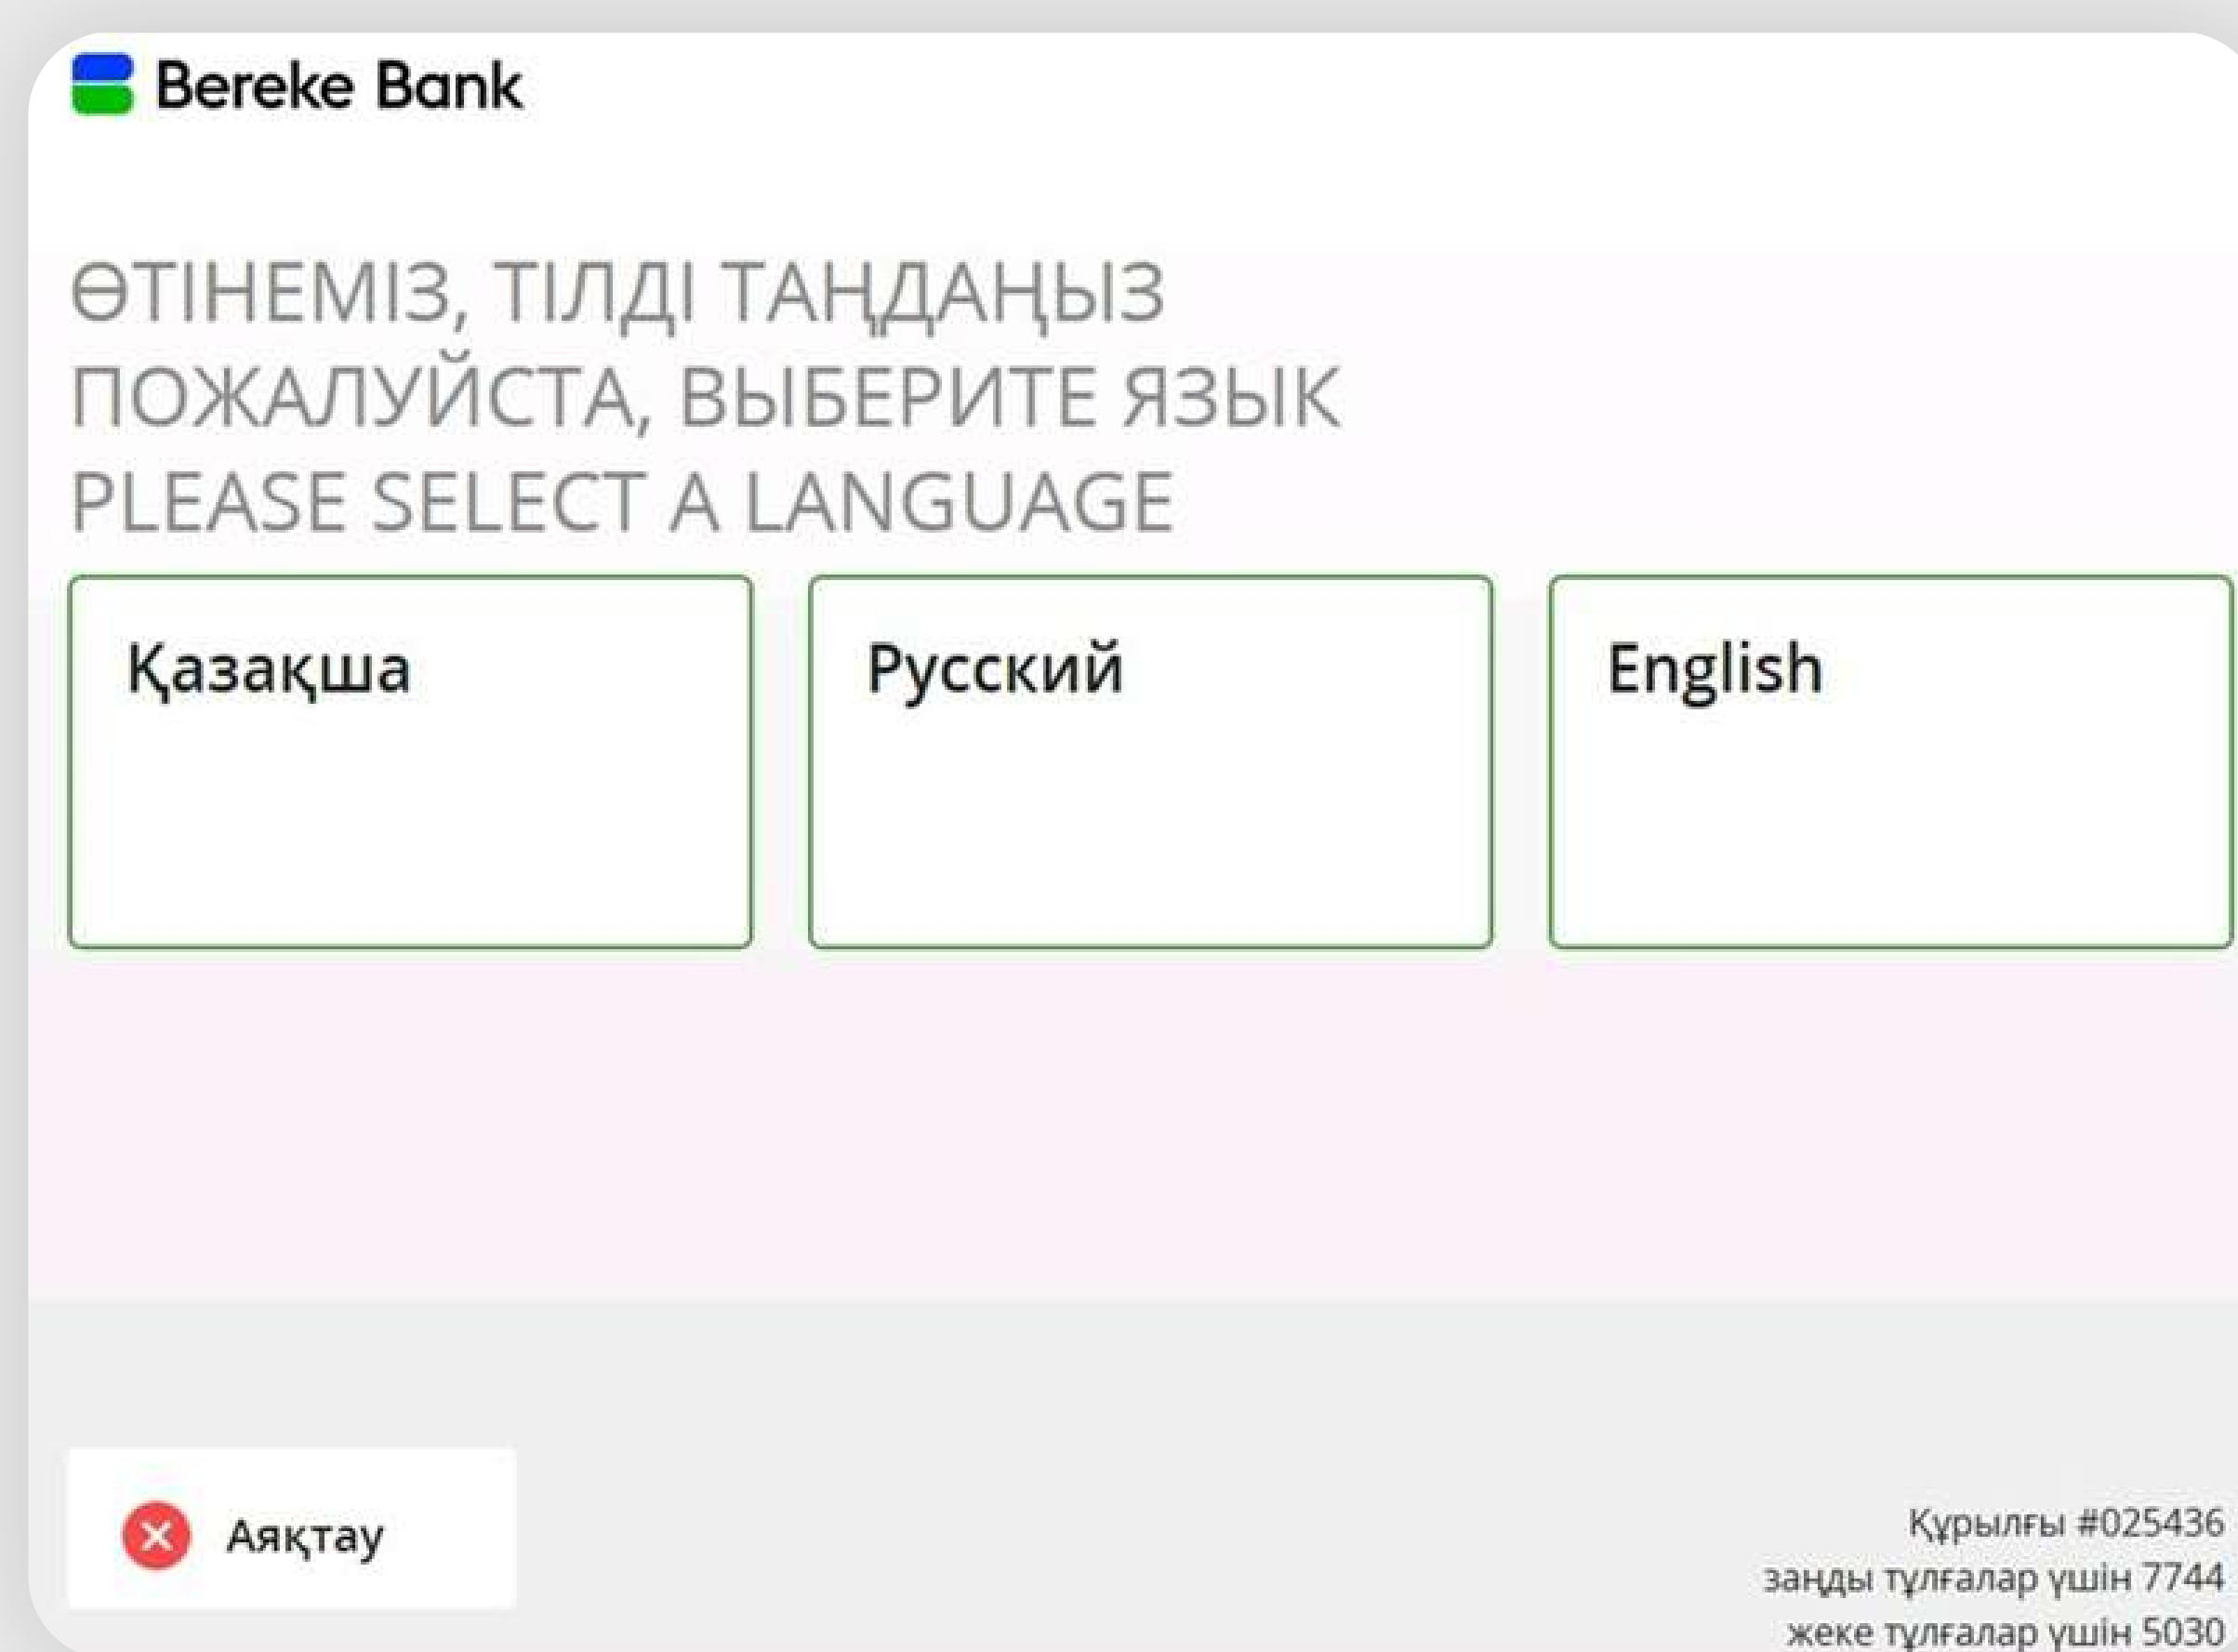 Bereke Bank
ӨТІНЕМІЗ, ТІЛДІ ТАҢДАҢЫЗ
ПОЖАЛУЙСТА, ВЫБЕРИТЕ ЯЗЫК
PLEASE SELECT A LANGUAGE
Қазақша
Русский
English
Аяқтау
Құрылғы #025436
заңды тұлғалар үшін 7744
жеке тұлғалар үшін 5030